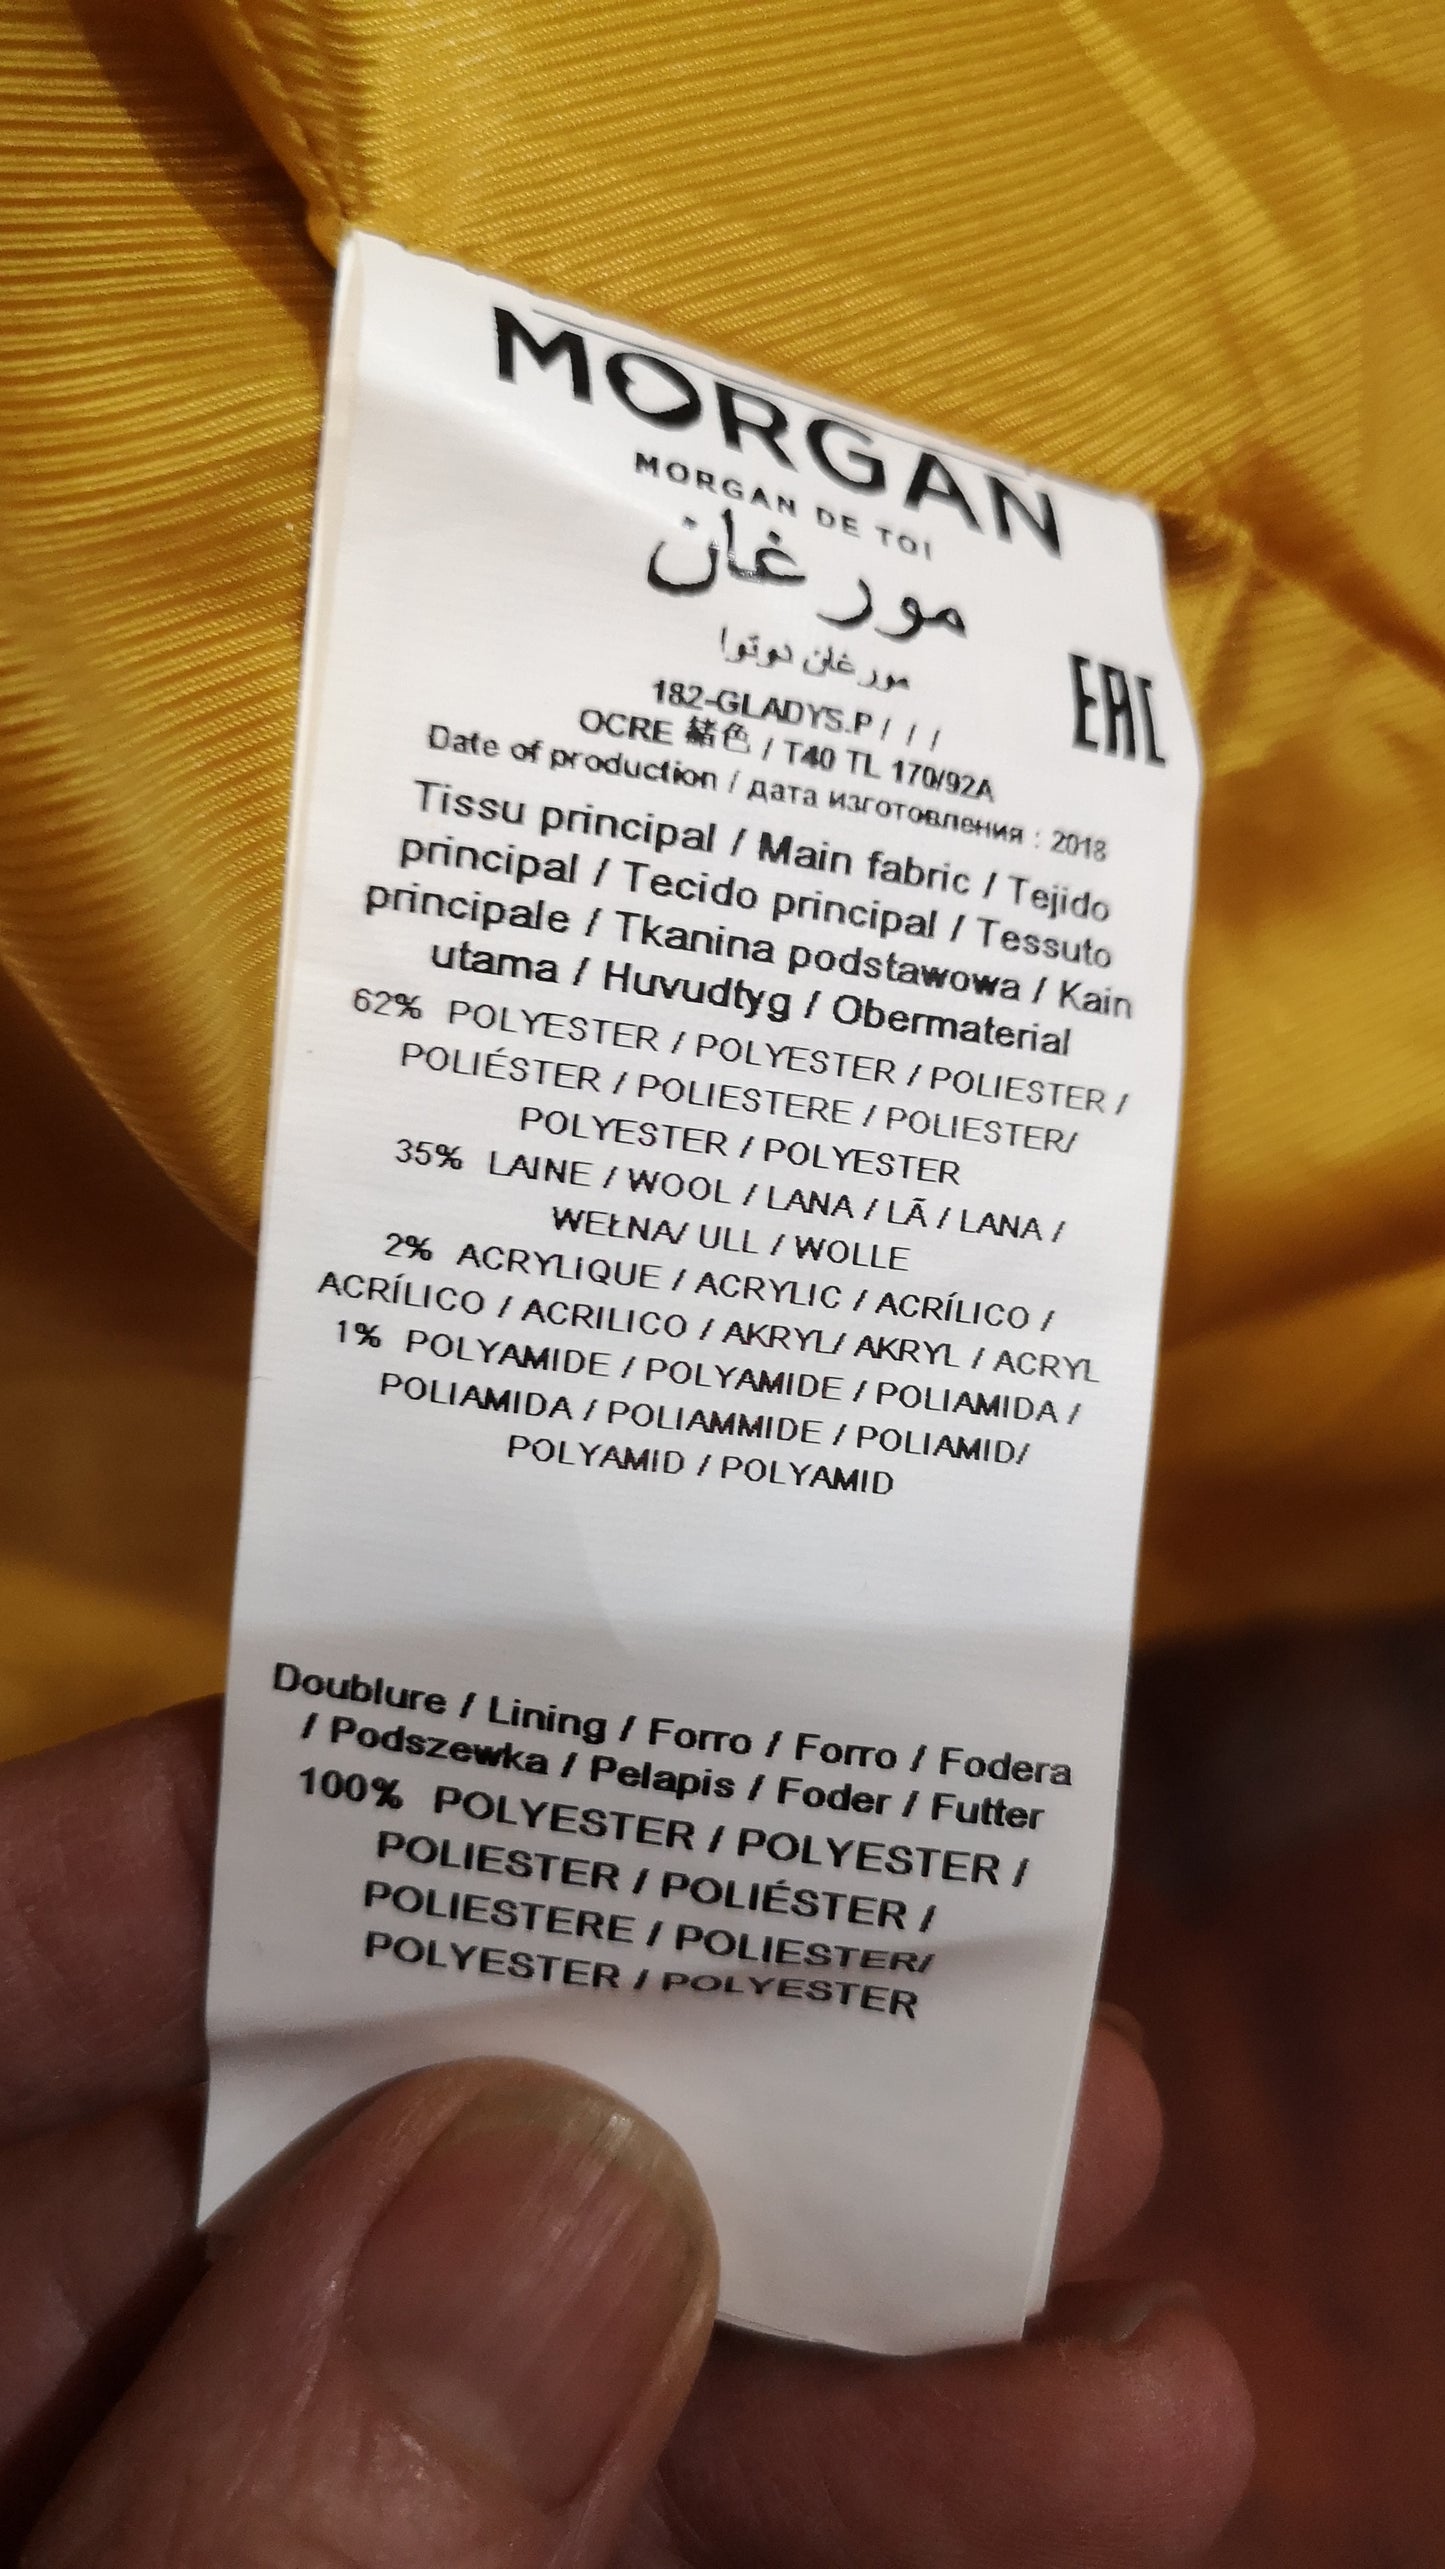 MORGAN
MORGAN DE TOI
مورغان
مورغان دوتوا
EAC
182-GLADYS.P / / /
OCRE 緒色 / T40 TL 170/92A
Date of production / дата изготовления : 2018
Tissu principal / Main fabric / Tejido
principal / Tecido principal / Tessuto
principale / Tkanina podstawowa / Kain
utama / Huvudtyg / Obermaterial
62% POLYESTER / POLYESTER / POLIESTER /
POLIÉSTER / POLIESTERE / POLIESTER/
POLYESTER / POLYESTER
35% LAINE / WOOL / LANA / LÃ / LANA /
WEŁNA/ ULL / WOLLE
2% ACRYLIQUE / ACRYLIC / ACRÍLICO /
ACRÍLICO / ACRILICO / AKRYL/ AKRYL / ACRYL
1% POLYAMIDE / POLYAMIDE / POLIAMIDA /
POLIAMIDA / POLIAMMIDE / POLIAMID/
POLYAMID / POLYAMID
Doublure / Lining / Forro / Forro / Fodera
/ Podszewka / Pelapis / Foder / Futter
100% POLYESTER / POLYESTER /
POLIESTER / POLIÉSTER /
POLIESTERE / POLIESTER/
POLYESTER / POLYESTER